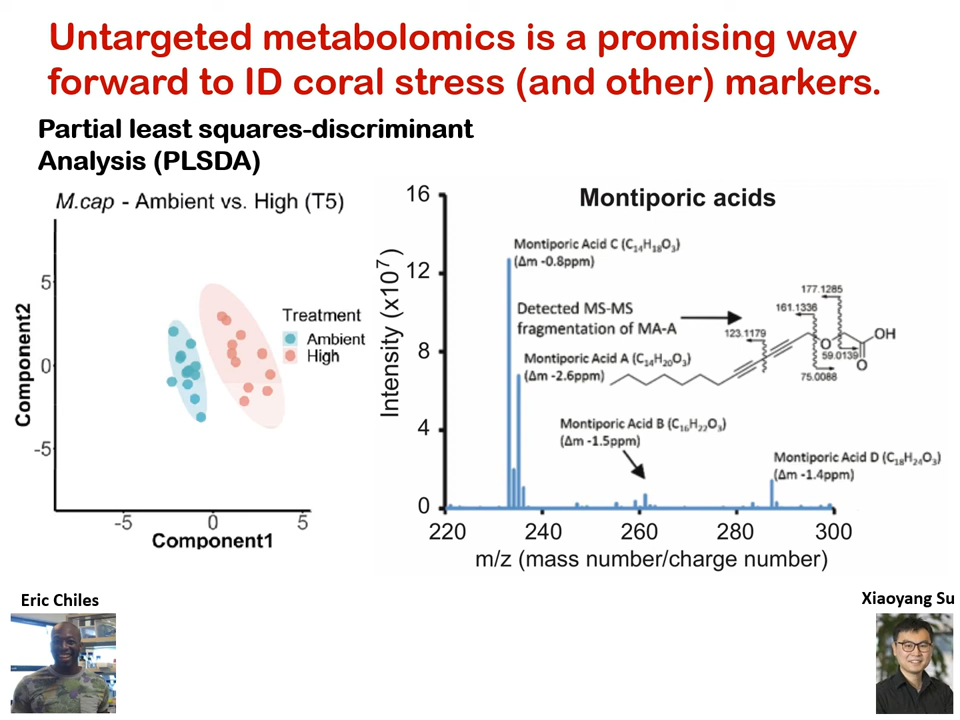 Untargeted metabolomics is a promising way
forward to ID coral stress (and other) markers.
Partial least squares-discriminant
Analysis (PLSDA)
M.cap - Ambient vs. High (T5)
5
0
-5
Component2
-5
0
5
Component1
Treatment
Ambient
High
Montiporic acids
16
12
8
4
0
Intensity (x10⁷)
Montiporic Acid C (C₁₄H₁₈O₃)
(Δm -0.8ppm)
Detected MS-MS
fragmentation of MA-A
177.1285
161.1336
123.1179
OH
O
59.0139
O
75.0088
Montiporic Acid A (C₁₄H₂₀O₃)
(Δm -2.6ppm)
Montiporic Acid B (C₁₆H₂₂O₃)
(Δm -1.5ppm)
Montiporic Acid D (C₁₈H₂₄O₃)
(Δm -1.4ppm)
220
240
260
280
300
m/z (mass number/charge number)
Eric Chiles
Xiaoyang Su